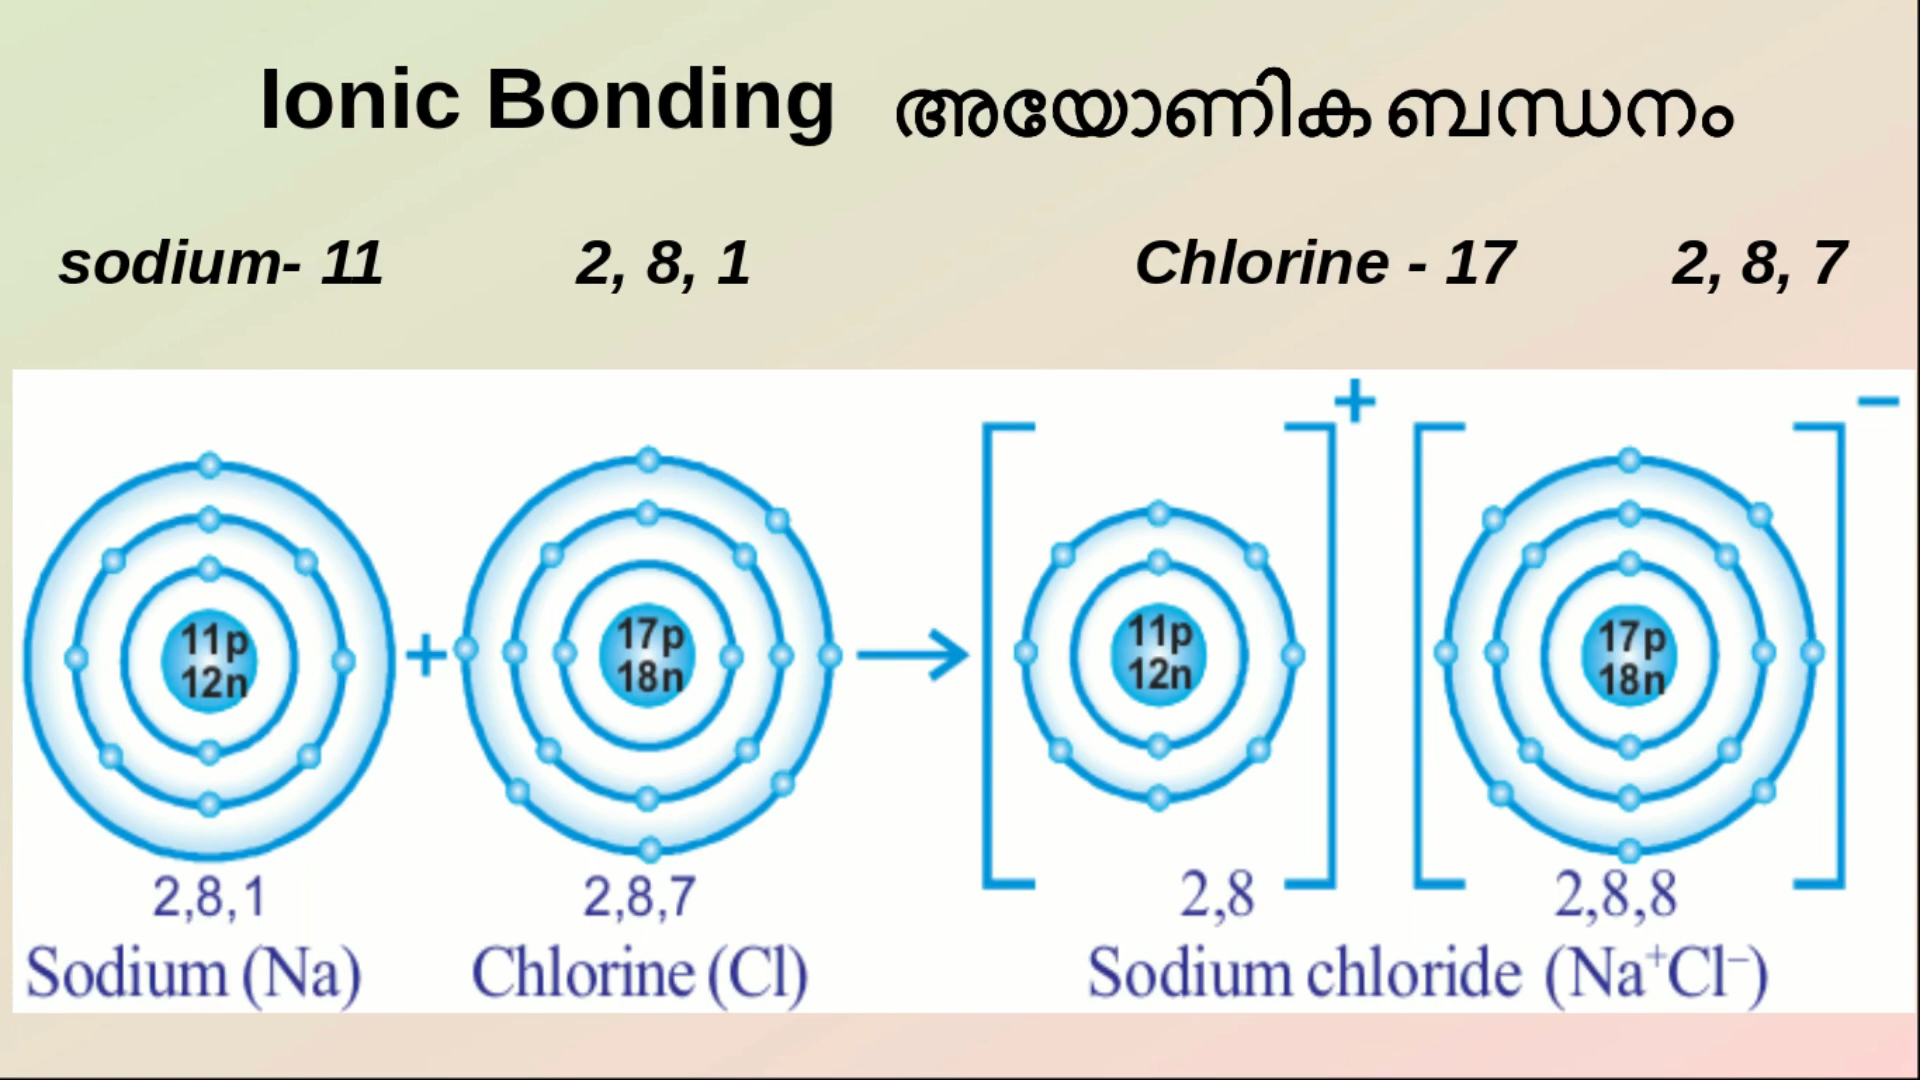 Ionic Bonding അയോണിക ബന്ധനം
sodium- 11 2, 8, 1 Chlorine - 17 2, 8, 7
+ −
11p 12n + 17p 18n → 11p 12n 17p 18n
2,8,1 2,8,7 2,8 2,8,8
Sodium (Na) Chlorine (Cl) Sodium chloride (Na⁺Cl⁻)